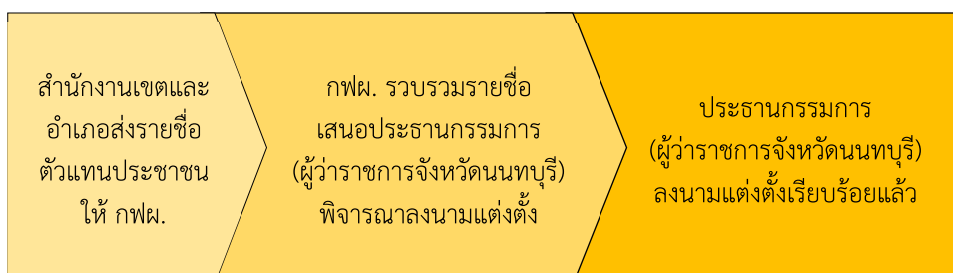 สำนักงานเขตและ
อำเภอส่งรายชื่อ
ตัวแทนประชาชน
ให้ กฟผ.
กฟผ. รวบรวมรายชื่อ
เสนอประธานกรรมการ
(ผู้ว่าราชการจังหวัดนนทบุรี)
พิจารณาลงนามแต่งตั้ง
ประธานกรรมการ
(ผู้ว่าราชการจังหวัดนนทบุรี)
ลงนามแต่งตั้งเรียบร้อยแล้ว